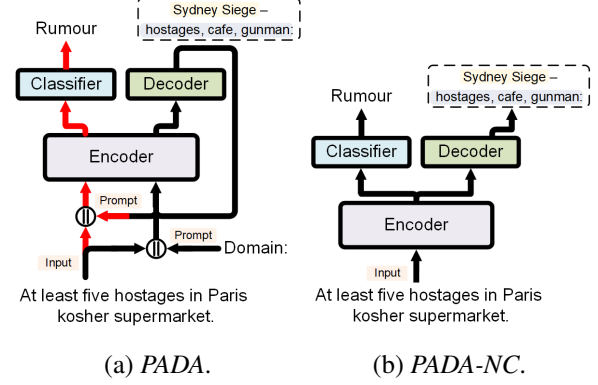 Sydney Siege –
hostages, cafe, gunman:
Rumour
Classifier
Decoder
Encoder
Prompt
||
Prompt
||
Domain:
Input
At least five hostages in Paris
kosher supermarket.
(a) PADA.
Sydney Siege –
hostages, cafe, gunman:
Rumour
Classifier
Decoder
Encoder
Input
At least five hostages in Paris
kosher supermarket.
(b) PADA-NC.